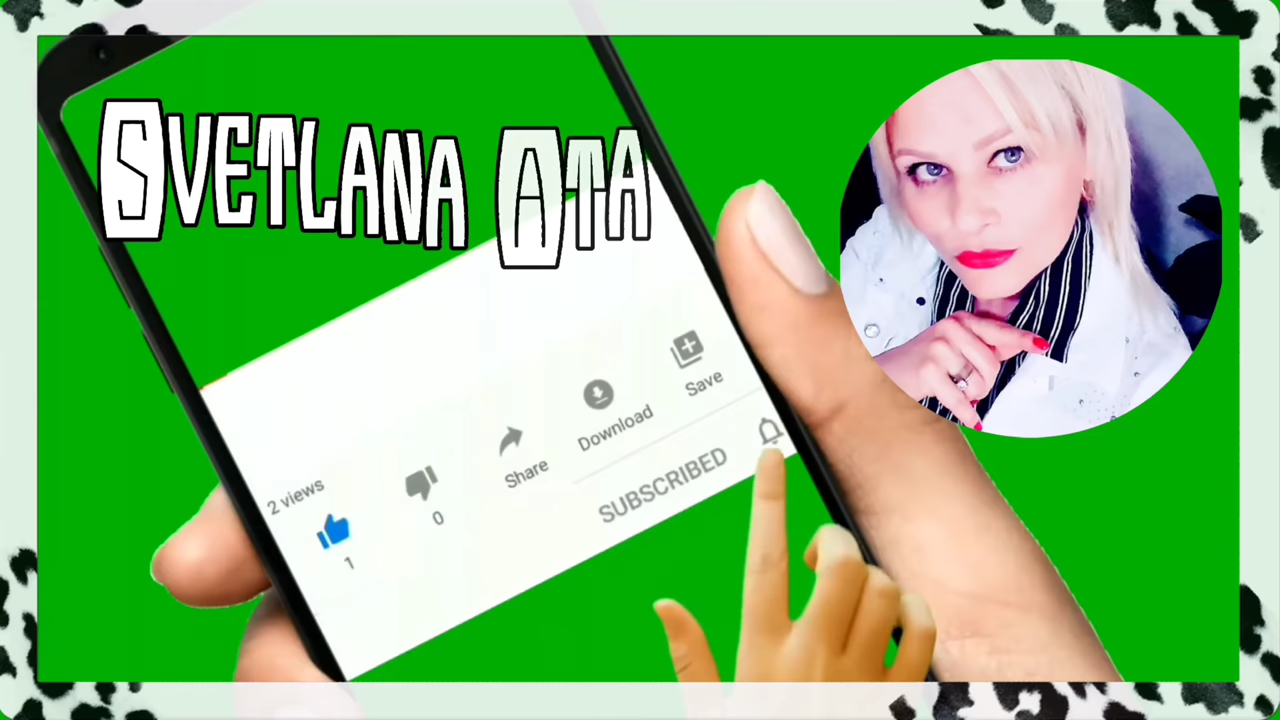 Svetlana Ata
Save
Download
Share
SUBSCRIBED
2 views
0
1